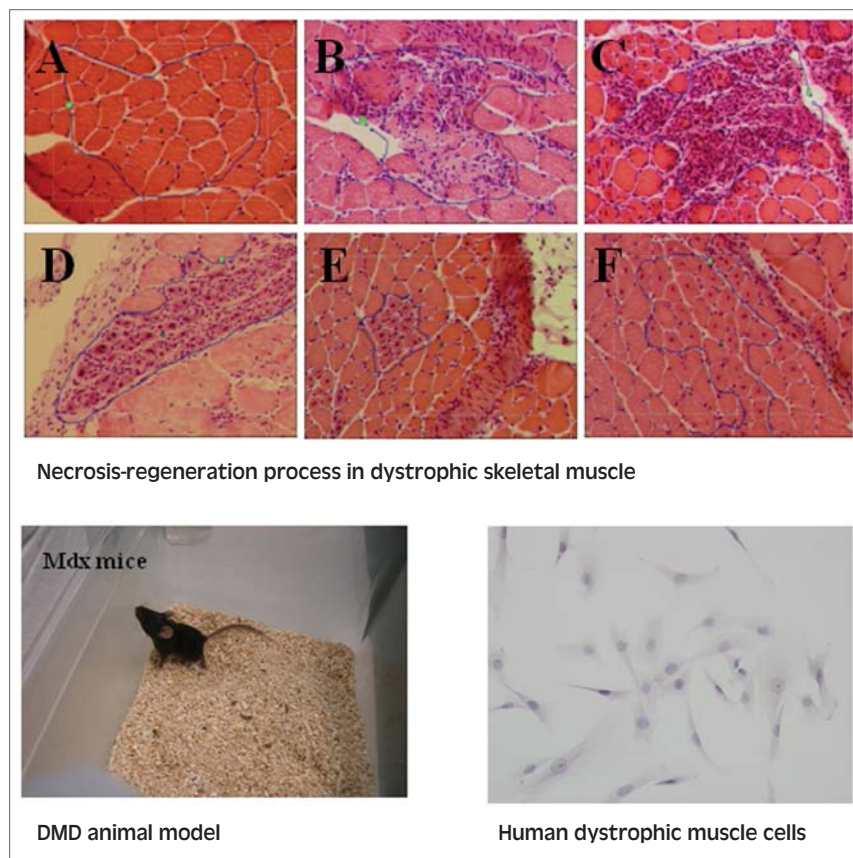 A
B
C
D
E
F
Necrosis-regeneration process in dystrophic skeletal muscle
Mdx mice
DMD animal model
Human dystrophic muscle cells